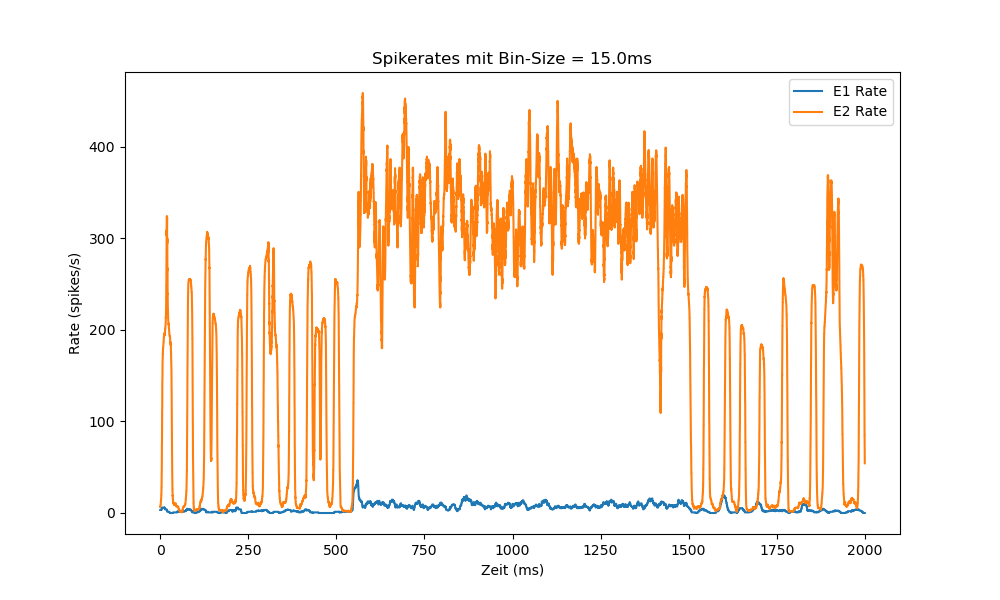 Spikerates mit Bin-Size = 15.0ms
E1 Rate
E2 Rate
400
300
200
100
0
Rate (spikes/s)
0 250 500 750 1000 1250 1500 1750 2000
Zeit (ms)